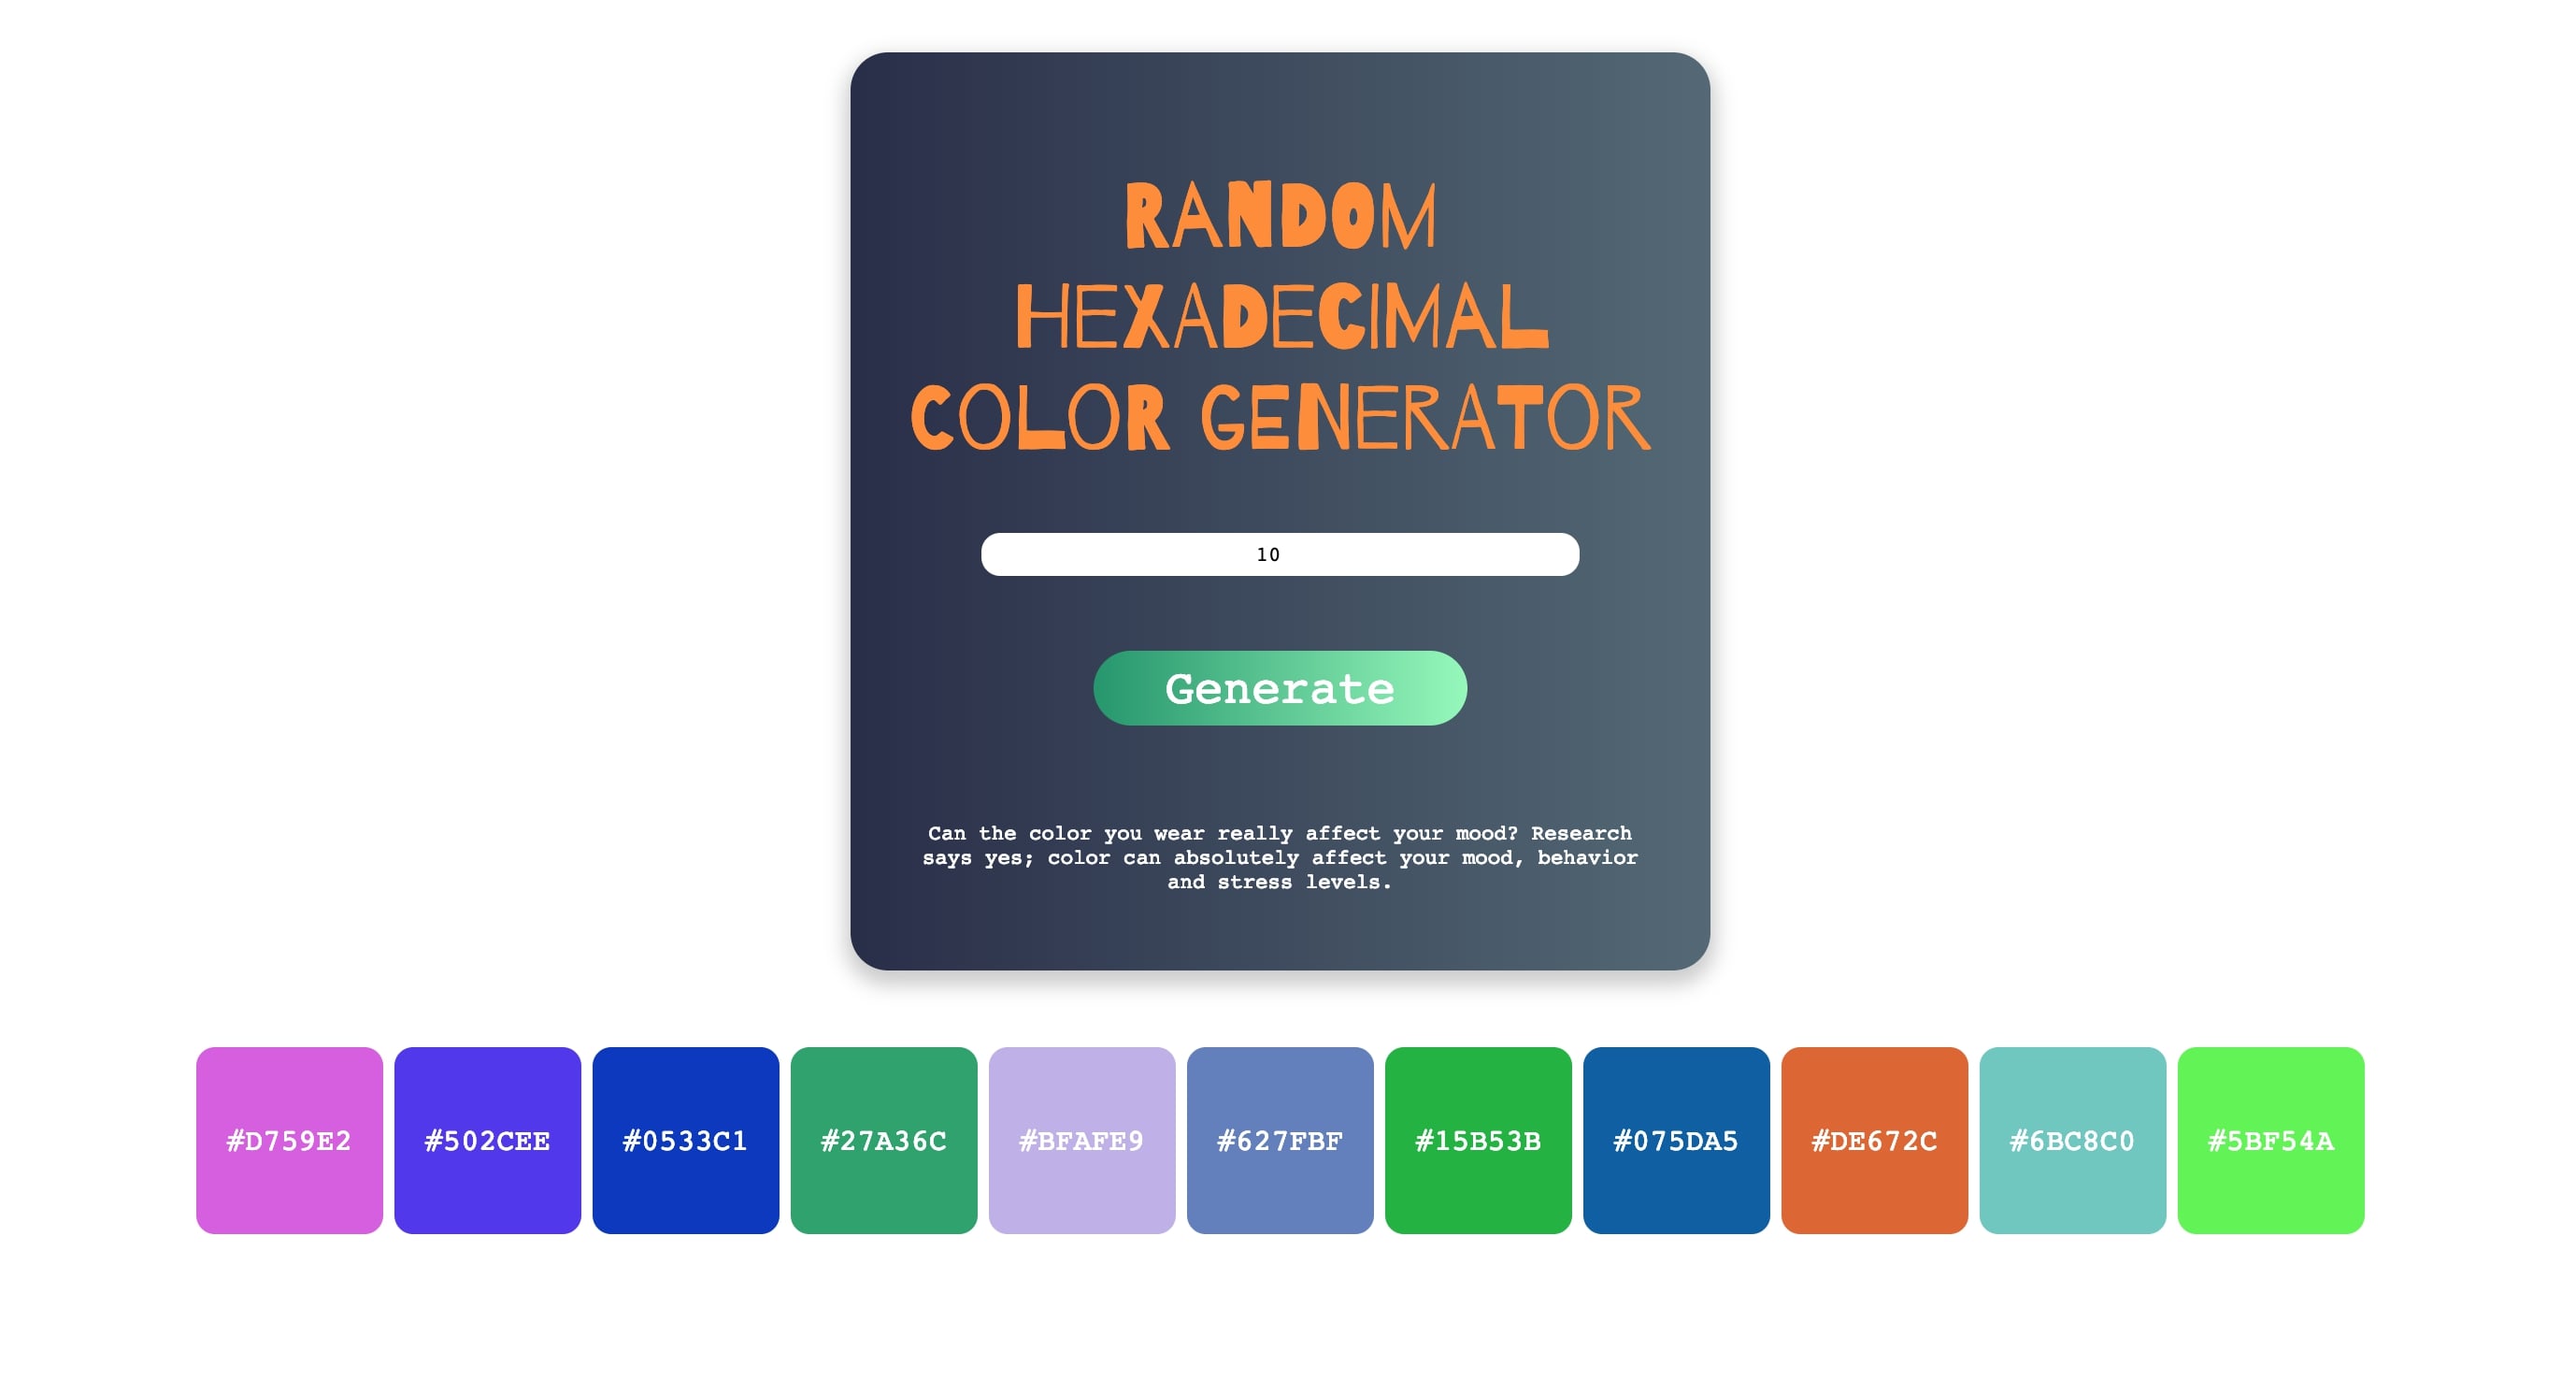 RANDOM
HEXADECIMAL
COLOR GENERATOR
10
Generate
Can the color you wear really affect your mood? Research
says yes; color can absolutely affect your mood, behavior
and stress levels.
#D759E2 #502CEE #0533C1 #27A36C #BFAFE9 #627FBF #15B53B #075DA5 #DE672C #6BC8C0 #5BF54A